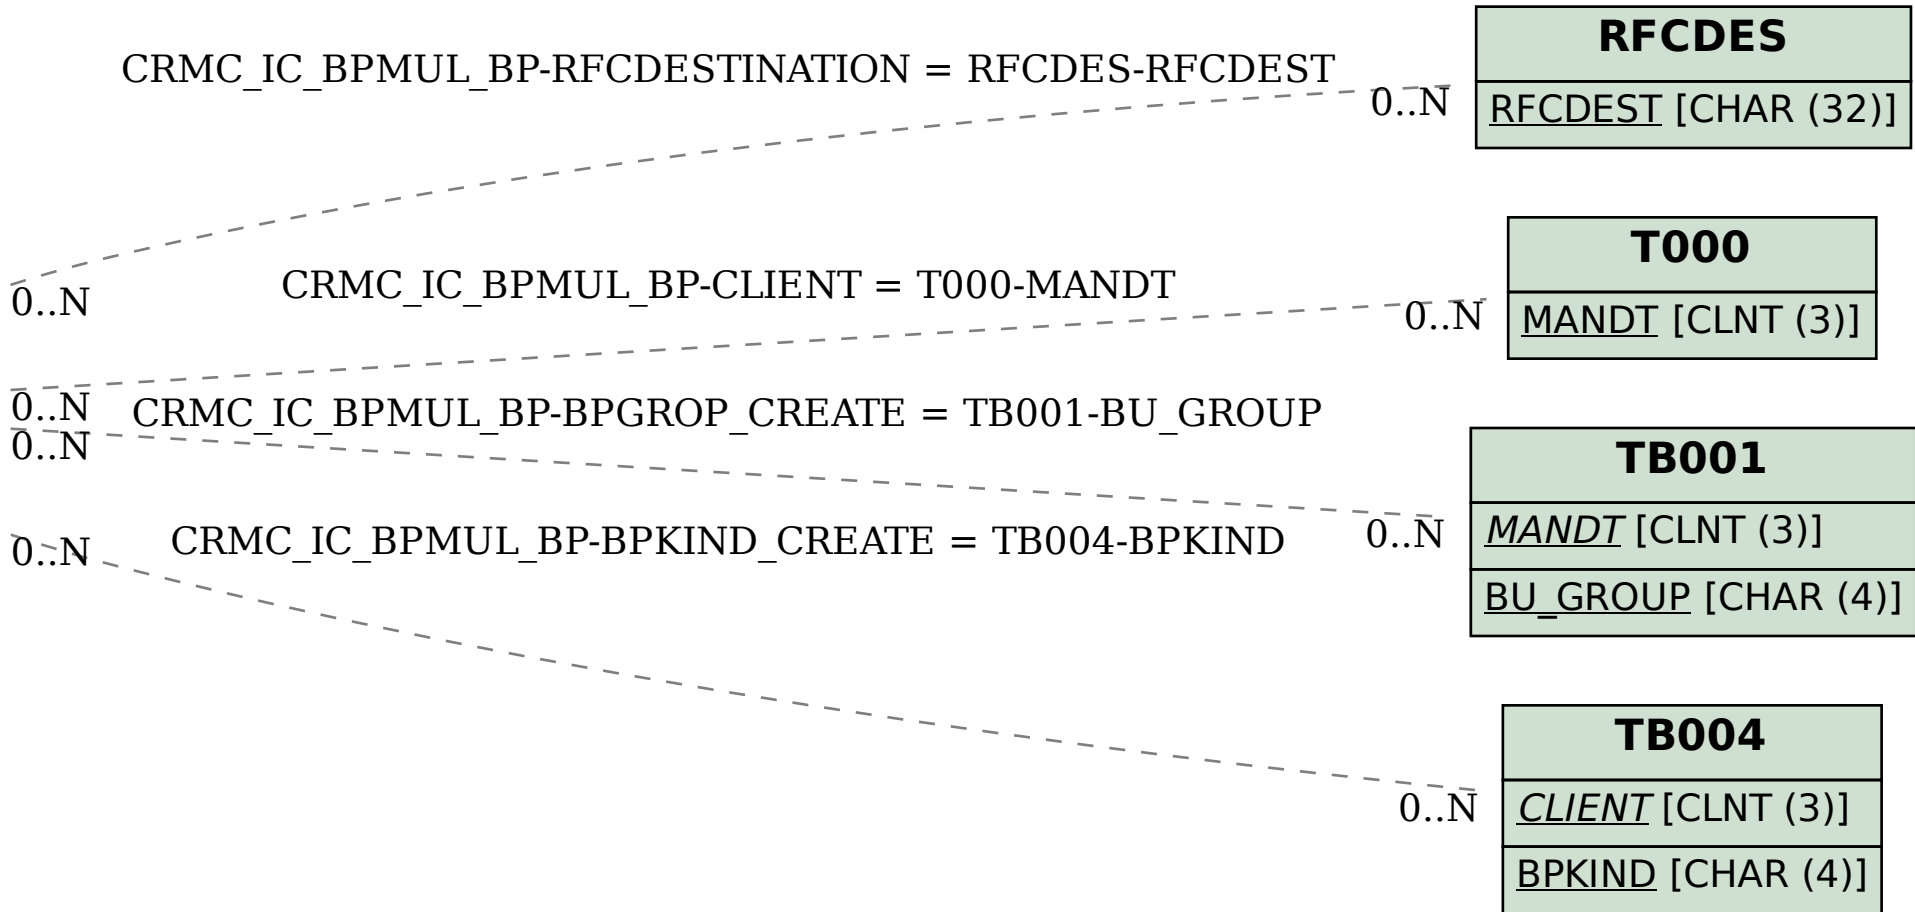 RFCDES
CRMC_IC_BPMUL_BP-RFCDESTINATION = RFCDES-RFCDEST
0..N
RFCDEST [CHAR (32)]
T000
CRMC_IC_BPMUL_BP-CLIENT = T000-MANDT
0..N
0..N
MANDT [CLNT (3)]
0..N
CRMC_IC_BPMUL_BP-BPGROP_CREATE = TB001-BU_GROUP
0..N
TB001
0..N
MANDT [CLNT (3)]
BU_GROUP [CHAR (4)]
0..N
CRMC_IC_BPMUL_BP-BPKIND_CREATE = TB004-BPKIND
TB004
0..N
CLIENT [CLNT (3)]
BPKIND [CHAR (4)]